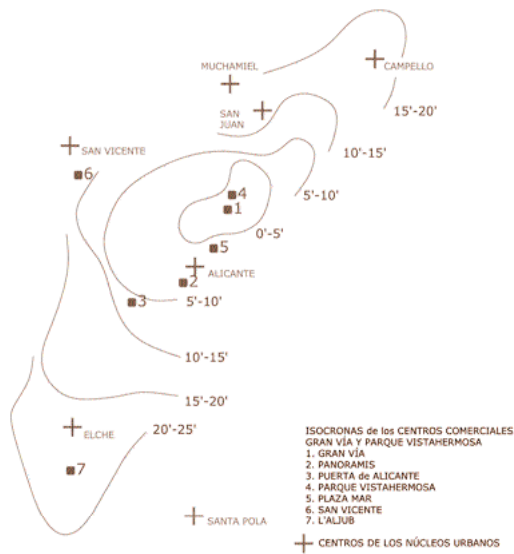 MUCHAMIEL
CAMPELLO
15'-20'
SAN
JUAN
10'-15'
SAN VICENTE
6
5'-10'
4
1
0'-5'
5
ALICANTE
2
3
5'-10'
10'-15'
15'-20'
20'-25'
ELCHE
7
SANTA POLA
ISOCRONAS de los CENTROS COMERCIALES
GRAN VÍA Y PARQUE VISTAHERMOSA
1. GRAN VÍA
2. PANORAMIS
3. PUERTA de ALICANTE
4. PARQUE VISTAHERMOSA
5. PLAZA MAR
6. SAN VICENTE
7. L'ALJUB
CENTROS DE LOS NÚCLEOS URBANOS